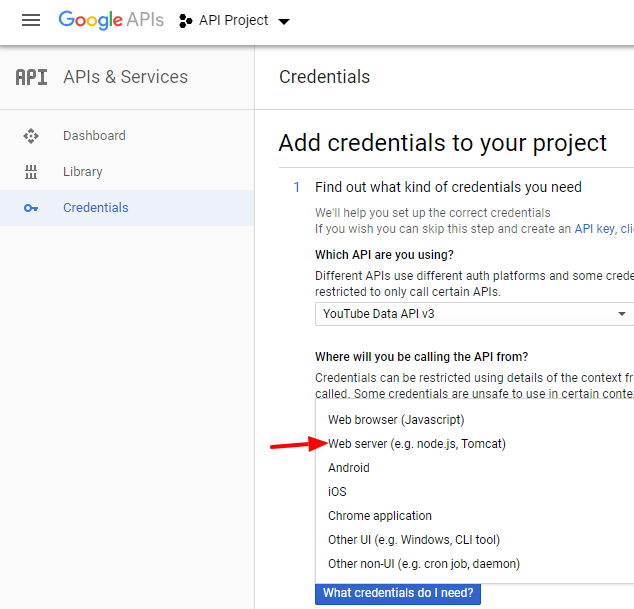 Google APIs API Project
API APIs & Services Credentials
Dashboard
Library
Credentials
Add credentials to your project
1 Find out what kind of credentials you need
We'll help you set up the correct credentials
If you wish you can skip this step and create an API key, cli
Which API are you using?
Different APIs use different auth platforms and some crede
restricted to only call certain APIs.
YouTube Data API v3
Where will you be calling the API from?
Credentials can be restricted using details of the context fr
called. Some credentials are unsafe to use in certain conte
Web browser (Javascript)
Web server (e.g. node.js, Tomcat)
Android
iOS
Chrome application
Other UI (e.g. Windows, CLI tool)
Other non-UI (e.g. cron job, daemon)
What credentials do I need?